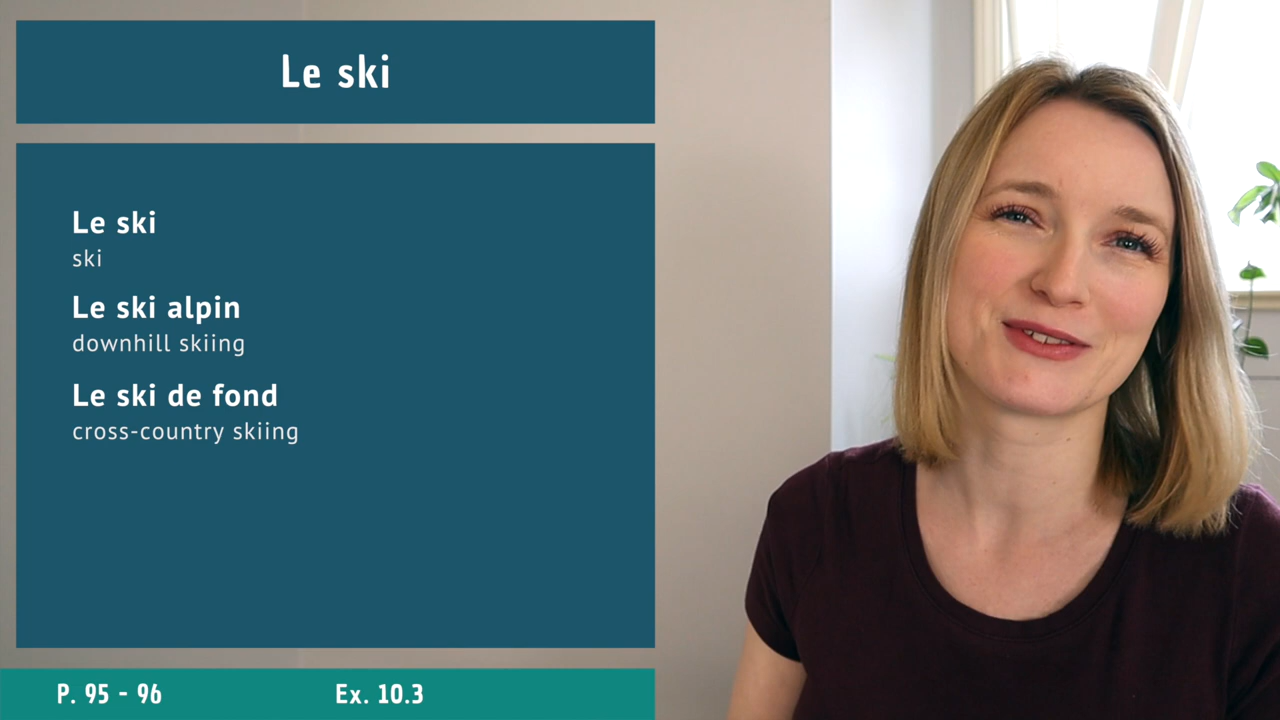 Le ski
Le ski
ski
Le ski alpin
downhill skiing
Le ski de fond
cross-country skiing
P. 95 - 96 Ex. 10.3